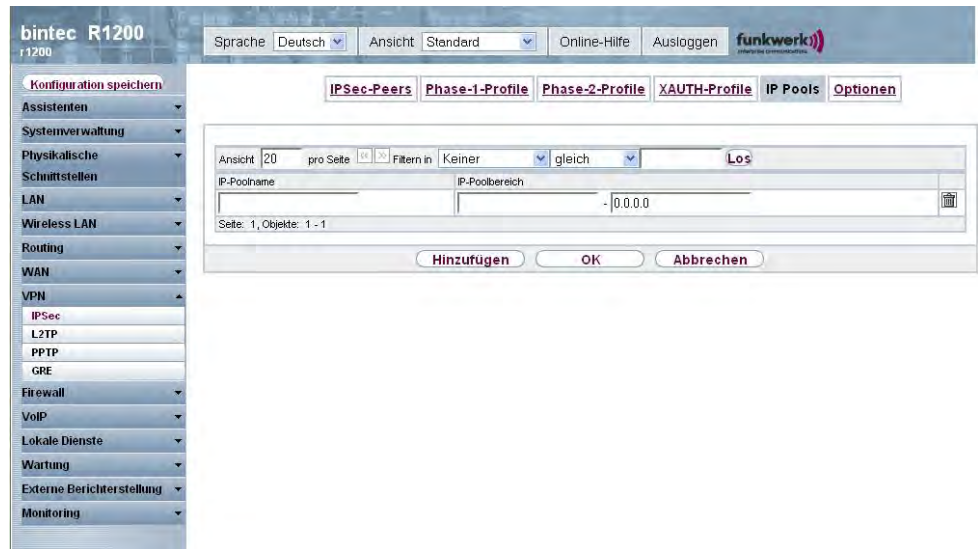 bintec R1200
r1200
Sprache Deutsch Ansicht Standard Online-Hilfe Ausloggen funkwerk
Konfiguration speichern
IPSec-Peers Phase-1-Profile Phase-2-Profile XAUTH-Profile IP Pools Optionen
Assistenten
Systemverwaltung
Physikalische
Schnittstellen
LAN
Wireless LAN
Routing
WAN
VPN
IPSec
L2TP
PPTP
GRE
Firewall
VoIP
Lokale Dienste
Wartung
Externe Berichterstellung
Monitoring
Ansicht 20 pro Seite << >> Filtern in Keiner gleich Los
IP-Poolname IP-Poolbereich
- 0.0.0.0
Seite: 1, Objekte: 1 - 1
Hinzufügen OK Abbrechen